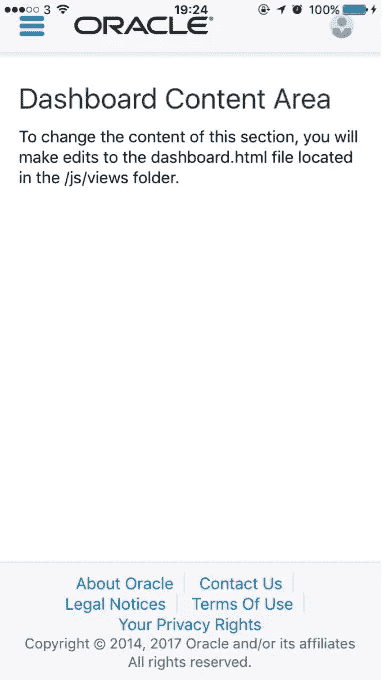 3 19:24 100%
ORACLE®
Dashboard Content Area
To change the content of this section, you will
make edits to the dashboard.html file located
in the /js/views folder.
About Oracle Contact Us
Legal Notices Terms Of Use
Your Privacy Rights
Copyright © 2014, 2017 Oracle and/or its affiliates
All rights reserved.